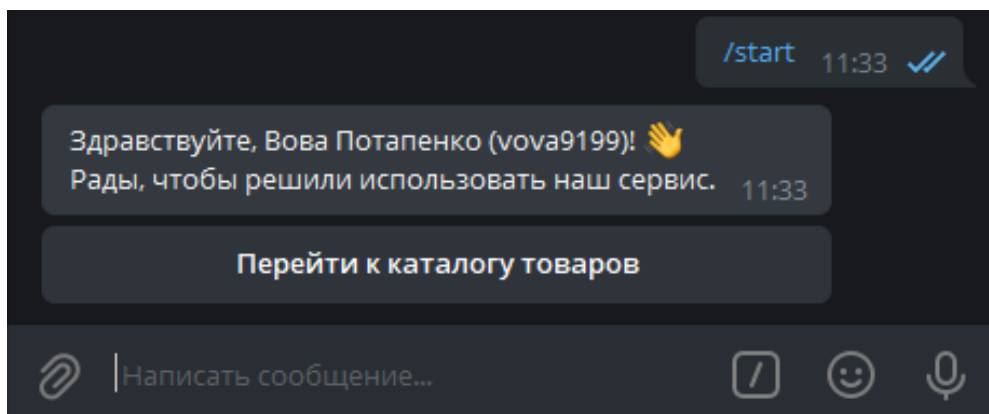 /start 11:33
Здравствуйте, Вова Потапенко (vova9199)! 👋
Рады, чтобы решили использовать наш сервис. 11:33
Перейти к каталогу товаров
Написать сообщение...